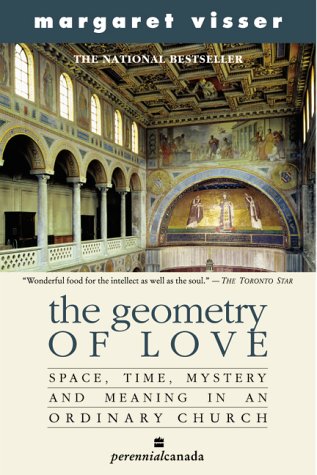 margaret visser
THE NATIONAL BESTSELLER
“Wonderful food for the intellect as well as the soul.” — THE TORONTO STAR
the geometry
OF LOVE
SPACE, TIME, MYSTERY
AND MEANING IN AN
ORDINARY CHURCH
perennialcanada